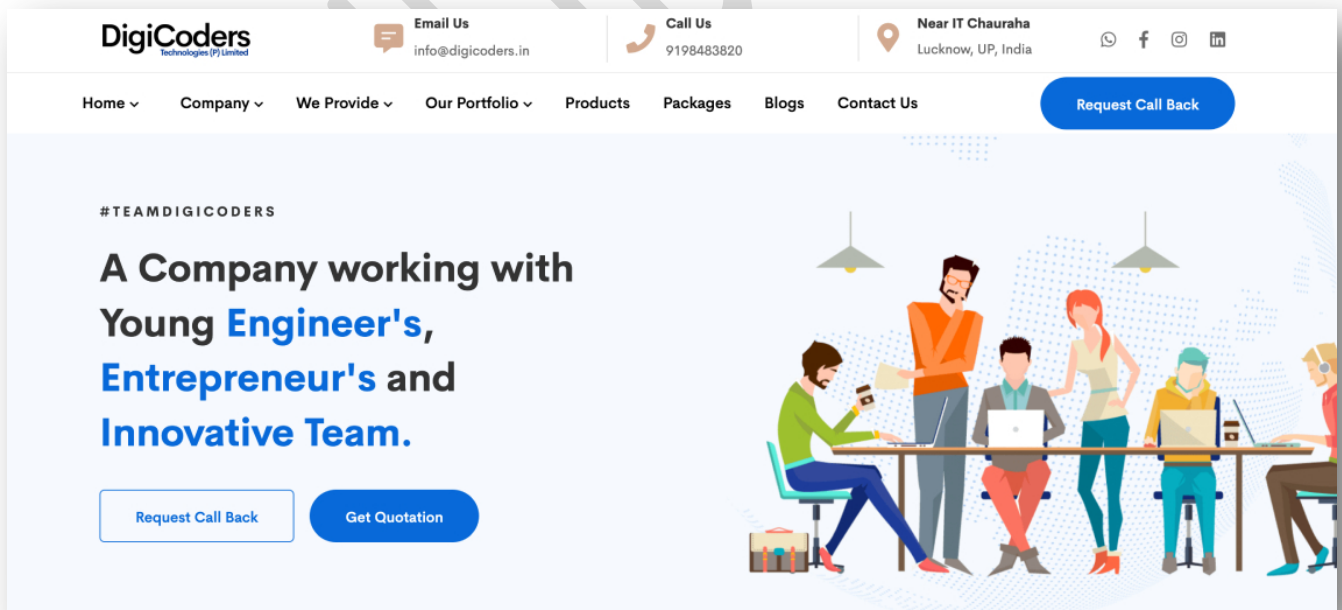 DigiCoders
Technologies (P) Limited
Email Us
info@digicoders.in
Call Us
9198483820
Near IT Chauraha
Lucknow, UP, India
Home
Company
We Provide
Our Portfolio
Products
Packages
Blogs
Contact Us
Request Call Back
#TEAMDIGICODERS
A Company working with
Young Engineer's,
Entrepreneur's and
Innovative Team.
Request Call Back
Get Quotation